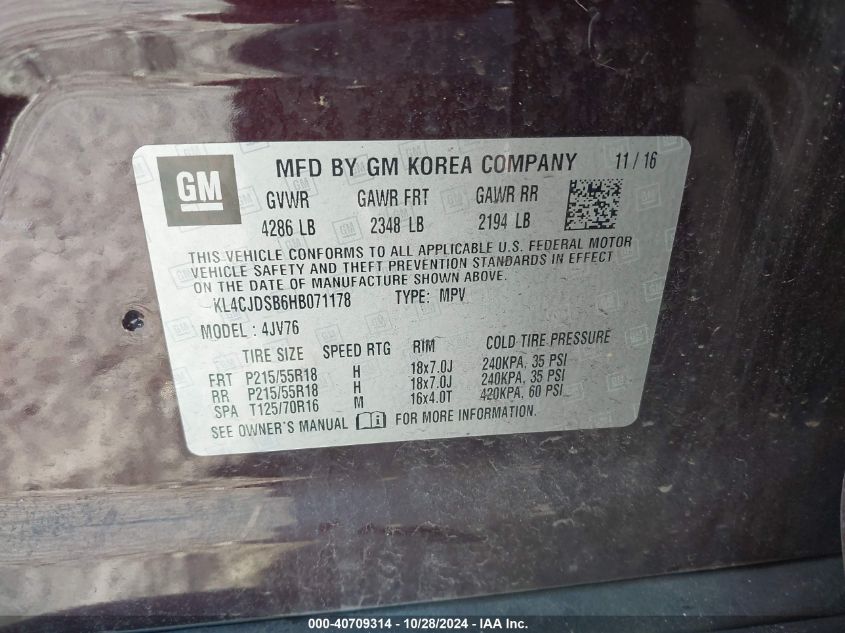 GM
MFD BY GM KOREA COMPANY 11 / 16
GVWR GAWR FRT GAWR RR
4286 LB 2348 LB 2194 LB
THIS VEHICLE CONFORMS TO ALL APPLICABLE U.S. FEDERAL MOTOR
VEHICLE SAFETY AND THEFT PREVENTION STANDARDS IN EFFECT
ON THE DATE OF MANUFACTURE SHOWN ABOVE.
KL4CJDSB6HB071178 TYPE: MPV
MODEL : 4JV76
TIRE SIZE SPEED RTG RIM COLD TIRE PRESSURE
FRT P215/55R18 H 18x7.0J 240KPA, 35 PSI
RR P215/55R18 H 18x7.0J 240KPA, 35 PSI
SPA T125/70R16 M 16x4.0T 420KPA, 60 PSI
SEE OWNER'S MANUAL FOR MORE INFORMATION.
000-40709314 / 10/28/2024 - IAA Inc.